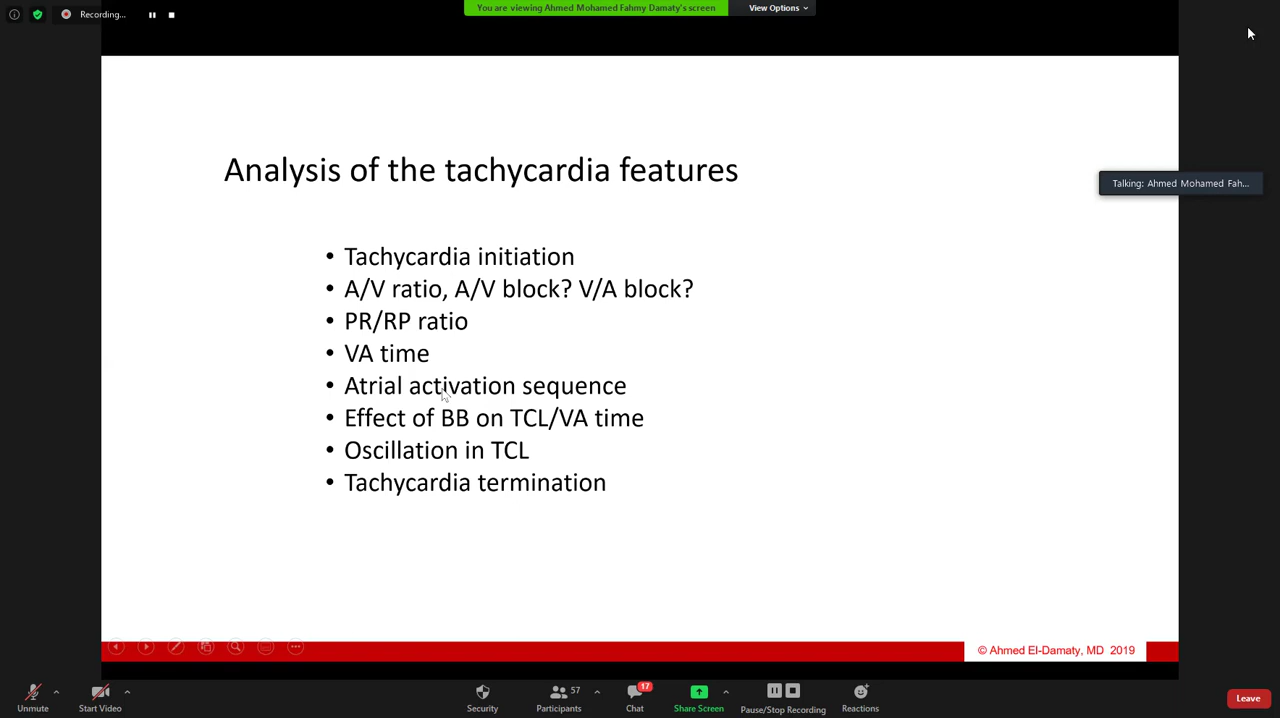 Recording...
You are viewing Ahmed Mohamed Fahmy Damaty's screen
View Options
Talking: Ahmed Mohamed Fah...
Analysis of the tachycardia features
• Tachycardia initiation
• A/V ratio, A/V block? V/A block?
• PR/RP ratio
• VA time
• Atrial activation sequence
• Effect of BB on TCL/VA time
• Oscillation in TCL
• Tachycardia termination
© Ahmed El-Damaty, MD 2019
Unmute
Start Video
Security
57
Participants
17
Chat
Share Screen
Pause/Stop Recording
Reactions
Leave